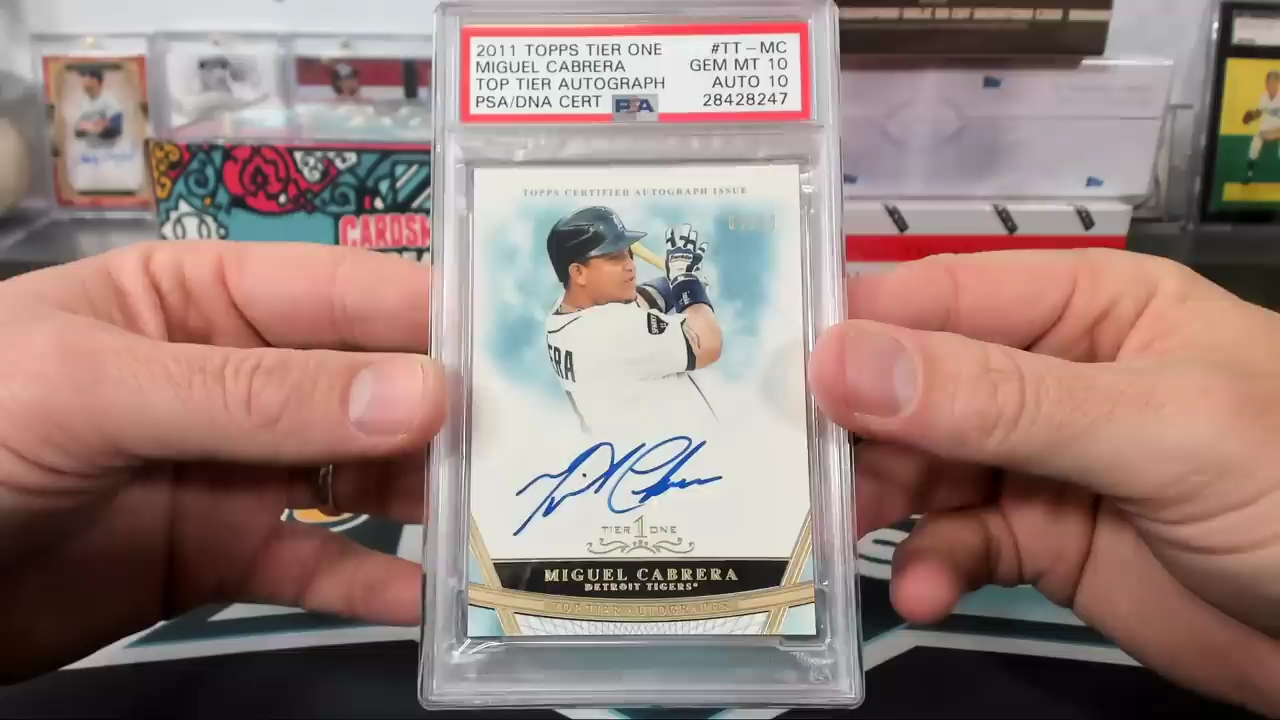 2011 TOPPS TIER ONE #TT-MC
MIGUEL CABRERA GEM MT 10
TOP TIER AUTOGRAPH AUTO 10
PSA/DNA CERT PSA 28428247
TOPPS CERTIFIED AUTOGRAPH ISSUE
ERA
TIER 1 ONE
MIGUEL CABRERA
DETROIT TIGERS
TOP TIER AUTOGRAPHS
CARDSM